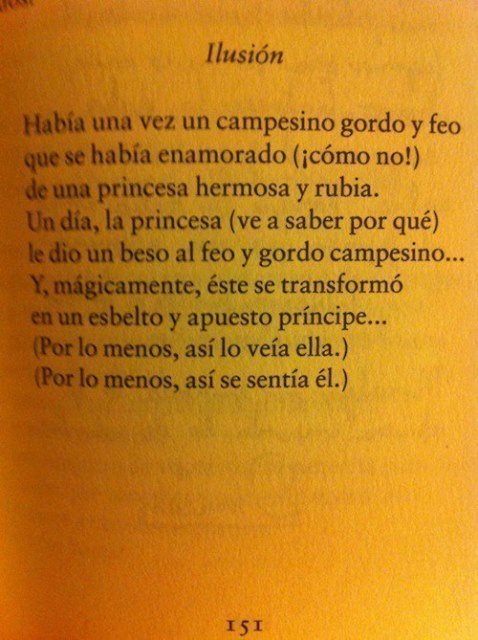 Ilusión
Había una vez un campesino gordo y feo
que se había enamorado (¡cómo no!)
de una princesa hermosa y rubia.
Un día, la princesa (ve a saber por qué)
le dio un beso al feo y gordo campesino...
Y, mágicamente, éste se transformó
en un esbelto y apuesto príncipe...
(Por lo menos, así lo veía ella.)
(Por lo menos, así se sentía él.)
151